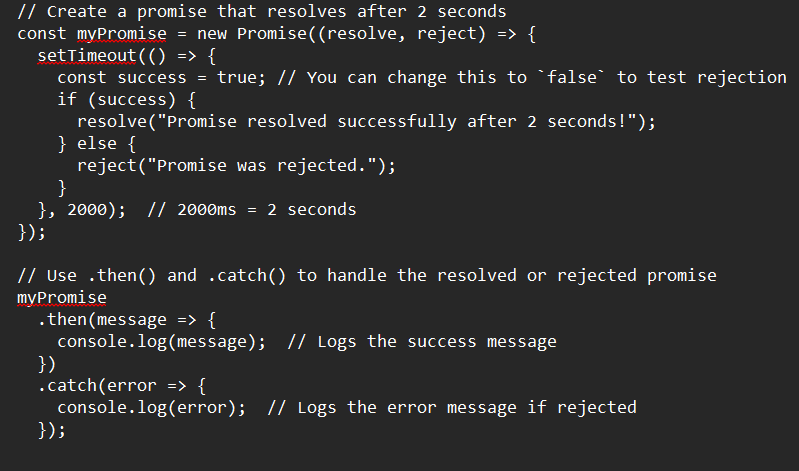 // Create a promise that resolves after 2 seconds
const myPromise = new Promise((resolve, reject) => {
  setTimeout(() => {
    const success = true; // You can change this to `false` to test rejection
    if (success) {
      resolve("Promise resolved successfully after 2 seconds!");
    } else {
      reject("Promise was rejected.");
    }
  }, 2000);  // 2000ms = 2 seconds
});

// Use .then() and .catch() to handle the resolved or rejected promise
myPromise
  .then(message => {
    console.log(message);  // Logs the success message
  })
  .catch(error => {
    console.log(error);  // Logs the error message if rejected
  });